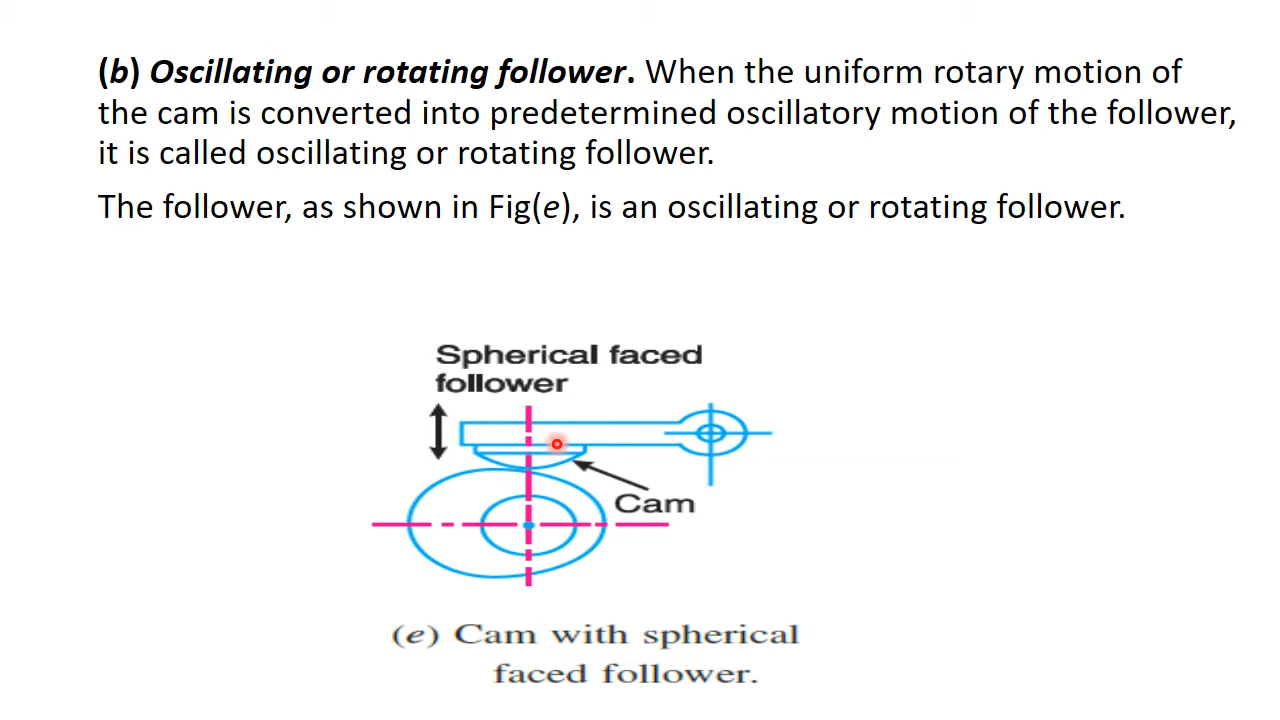 (b) Oscillating or rotating follower. When the uniform rotary motion of
the cam is converted into predetermined oscillatory motion of the follower,
it is called oscillating or rotating follower.
The follower, as shown in Fig(e), is an oscillating or rotating follower.
Spherical faced
follower
Cam
(e) Cam with spherical
faced follower.